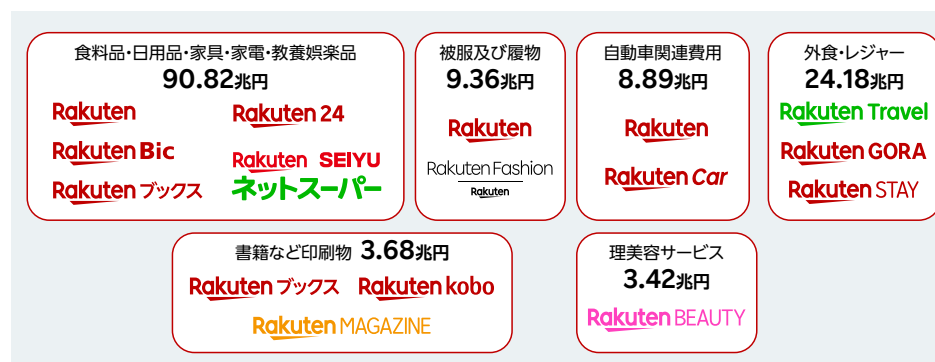 食料品・日用品・家具・家電・教養娯楽品
90.82兆円
Rakuten
Rakuten 24
Rakuten Bic
Rakuten SEIYU
ネットスーパー
Rakuten ブックス
被服及び履物
9.36兆円
Rakuten
Rakuten Fashion
Rakuten
自動車関連費用
8.89兆円
Rakuten
Rakuten Car
外食・レジャー
24.18兆円
Rakuten Travel
Rakuten GORA
Rakuten STAY
書籍など印刷物 3.68兆円
Rakuten ブックス Rakuten kobo
Rakuten MAGAZINE
理美容サービス
3.42兆円
Rakuten BEAUTY